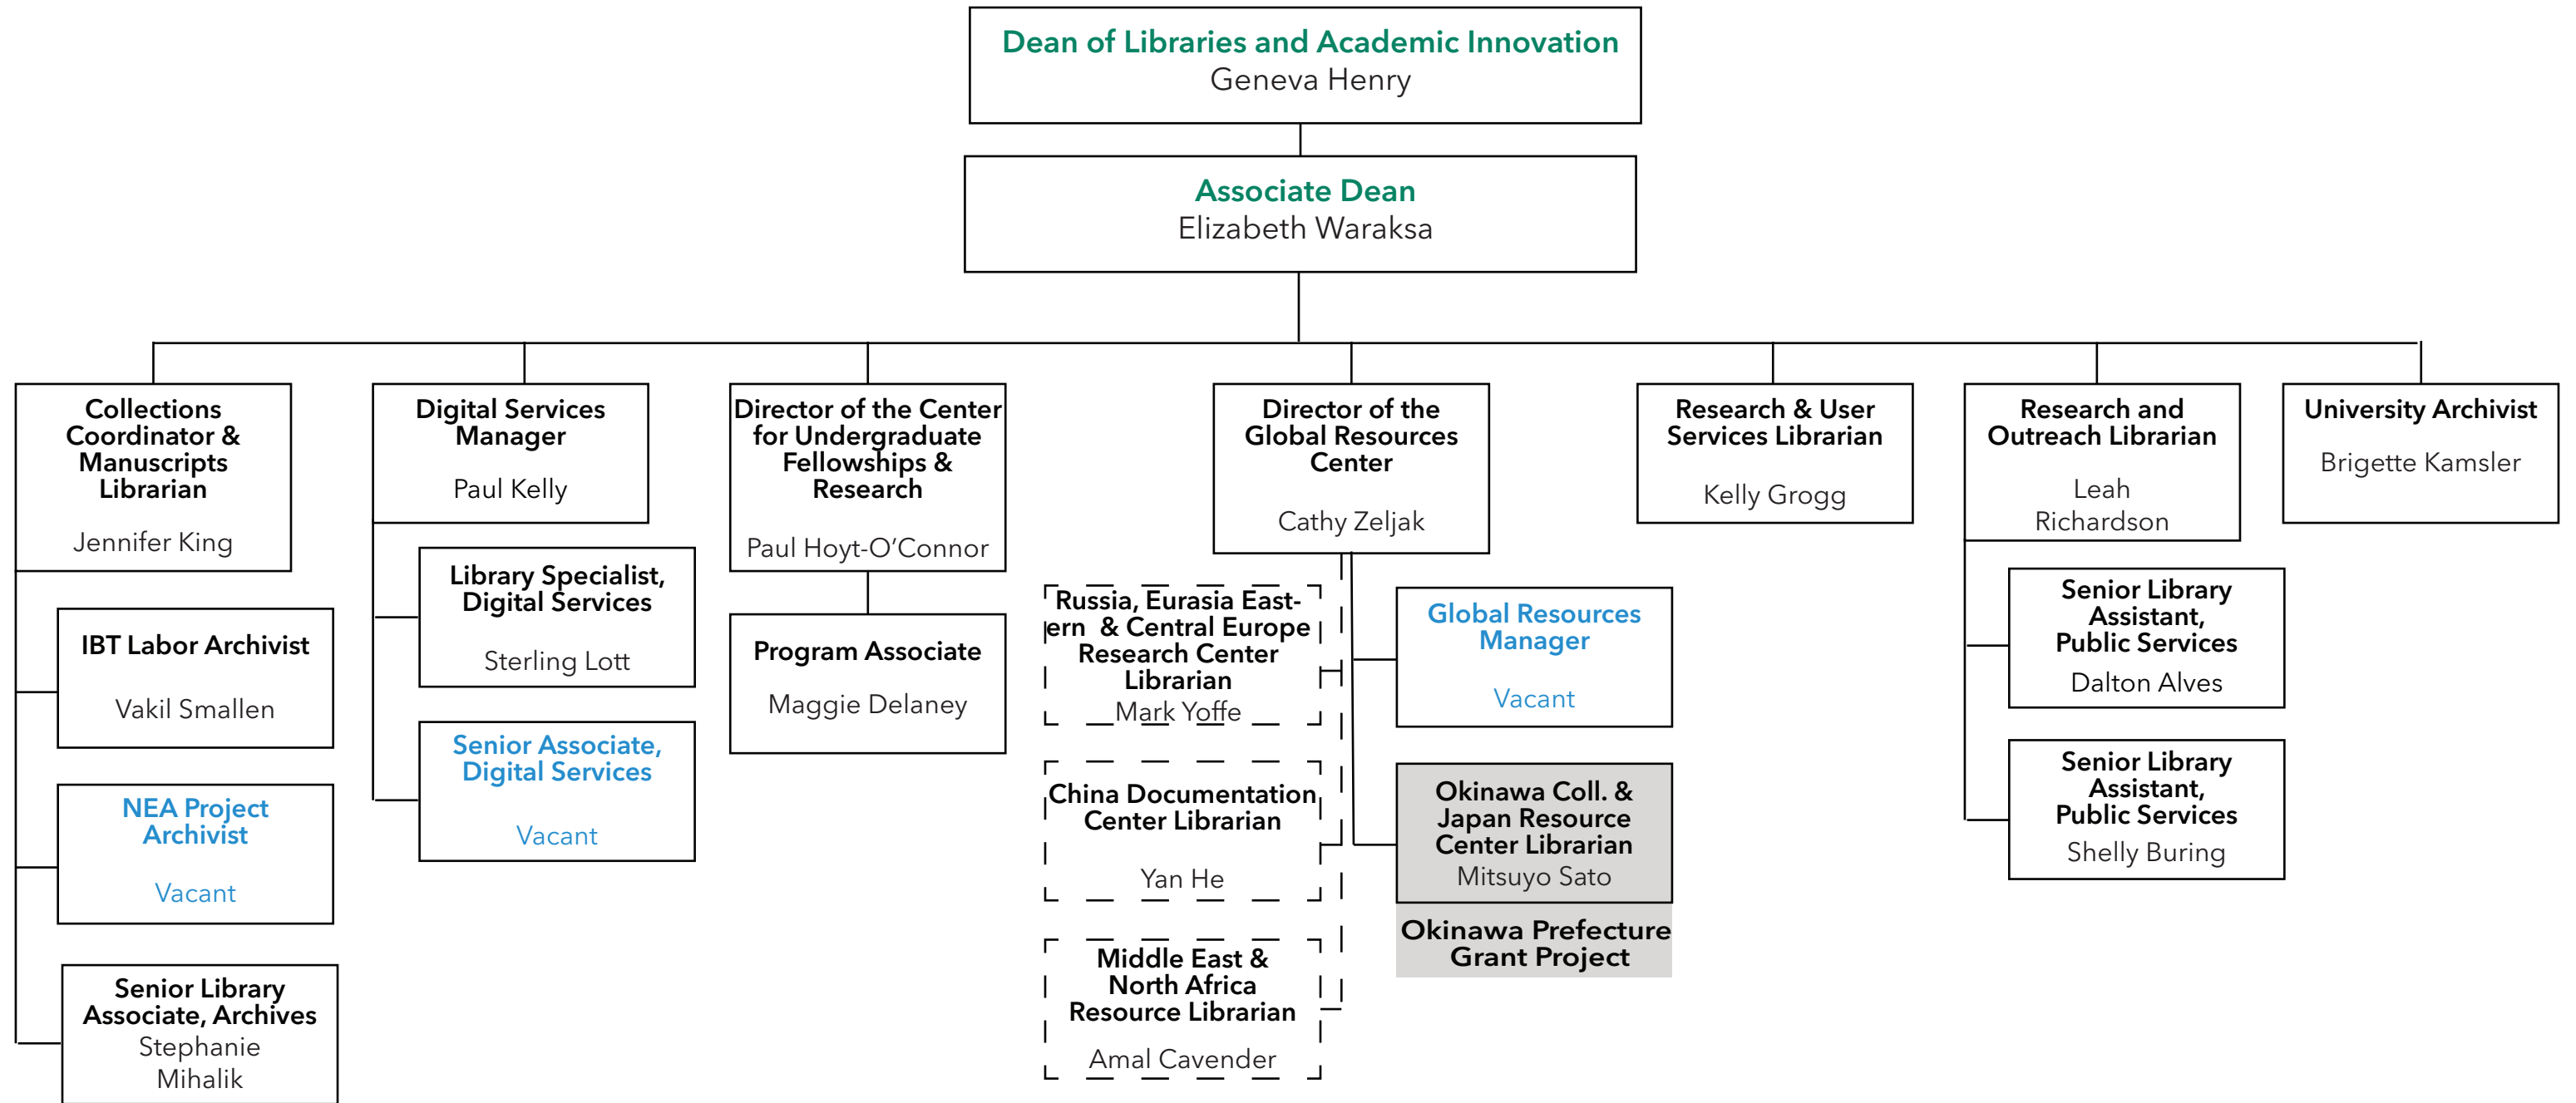 Dean of Libraries and Academic Innovation
Geneva Henry
Associate Dean
Elizabeth Waraksa
Collections
Coordinator &
Manuscripts
Librarian
Jennifer King
IBT Labor Archivist
Vakil Smallen
NEA Project
Archivist
Vacant
Senior Library
Associate, Archives
Stephanie
Mihalik
Digital Services
Manager
Paul Kelly
Library Specialist,
Digital Services
Sterling Lott
Senior Associate,
Digital Services
Vacant
Director of the Center
for Undergraduate
Fellowships &
Research
Paul Hoyt-O’Connor
Program Associate
Maggie Delaney
Director of the
Global Resources
Center
Cathy Zeljak
Russia, Eurasia East-
ern & Central Europe
Research Center
Librarian
Mark Yoffe
China Documentation
Center Librarian
Yan He
Middle East &
North Africa
Resource Librarian
Amal Cavender
Global Resources
Manager
Vacant
Okinawa Coll. &
Japan Resource
Center Librarian
Mitsuyo Sato
Okinawa Prefecture
Grant Project
Research & User
Services Librarian
Kelly Grogg
Research and
Outreach Librarian
Leah
Richardson
Senior Library
Assistant,
Public Services
Dalton Alves
Senior Library
Assistant,
Public Services
Shelly Buring
University Archivist
Brigette Kamsler